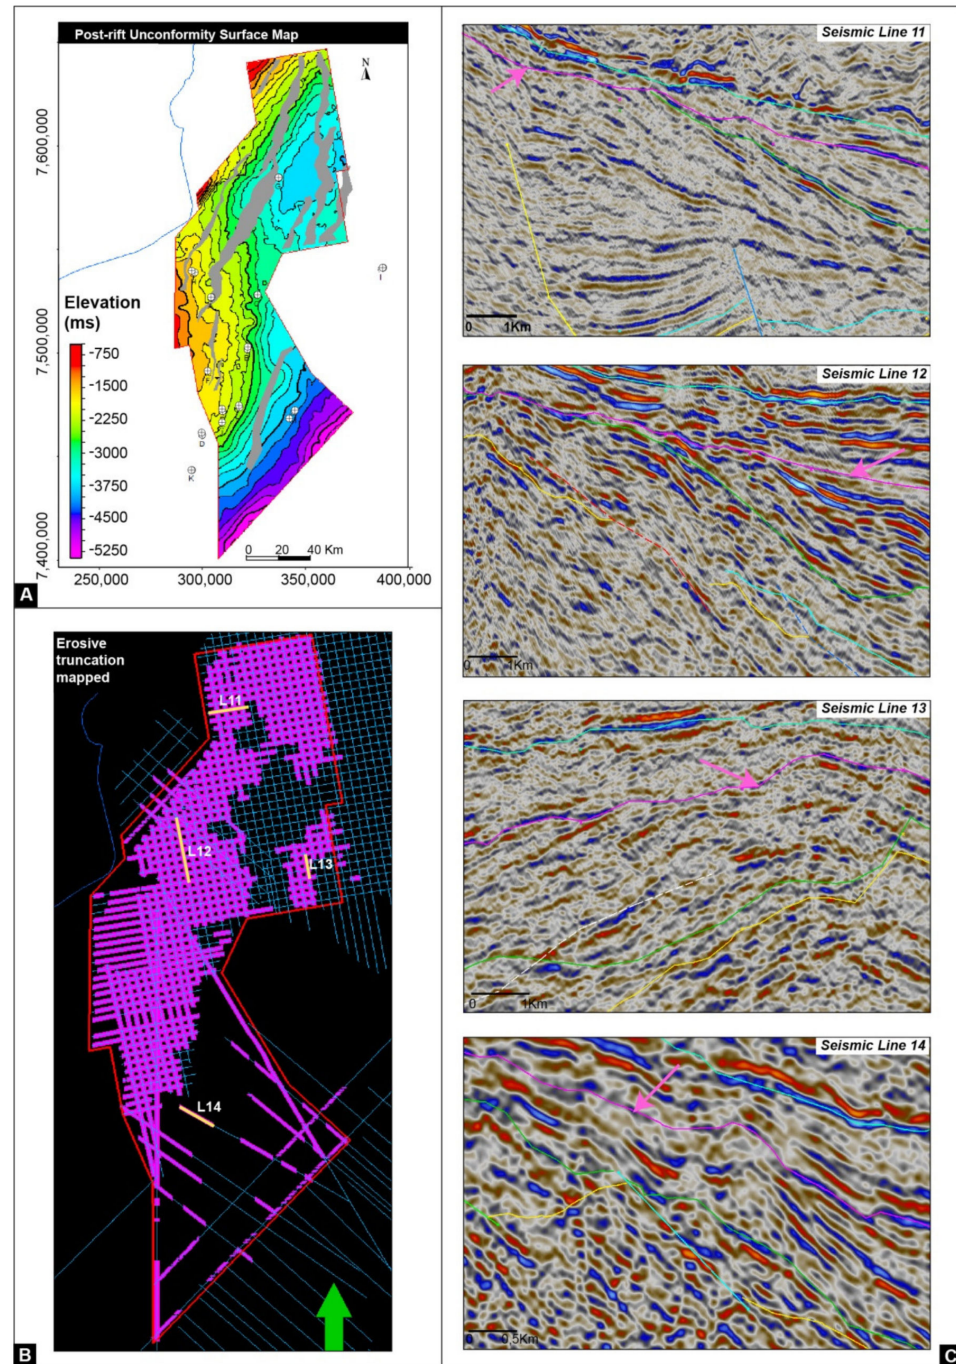 Post-rift Unconformity Surface Map
N
7,600,000
7,500,000
7,400,000
Elevation
(ms)
-750
-1500
-2250
-3000
-3750
-4500
-5250
G
I
D
K
0 20 40 Km
250,000 300,000 350,000 400,000
A
Erosive
truncation
mapped
L11
L12
L13
L14
B
Seismic Line 11
0 1Km
Seismic Line 12
0 1Km
Seismic Line 13
0 1Km
Seismic Line 14
0 0,5Km
C